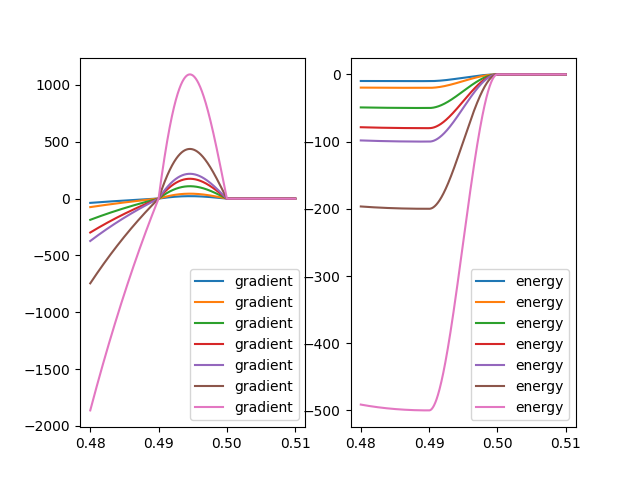 1000
500
0
−500
−1000
−1500
−2000
0.48
0.49
0.50
0.51
gradient
gradient
gradient
gradient
gradient
gradient
gradient
0
−100
−200
−300
−400
−500
0.48
0.49
0.50
0.51
energy
energy
energy
energy
energy
energy
energy